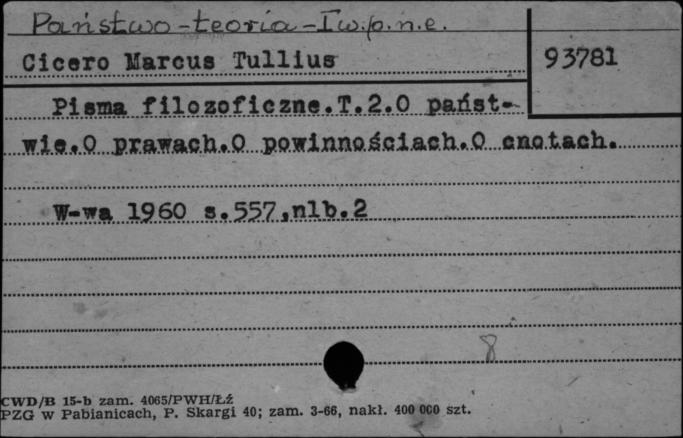 Państwo-teoria-I w.p.n.e.
Cicero Marcus Tullius
93781
Pisma filozoficzne.T.2.O państ-
wie.O prawach.O powinnościach.O cnotach.
W-wa 1960 s.557,nlb.2
8
CWD/B 15-b zam. 4065/PWH/Łź
PZG w Pabianicach, P. Skargi 40; zam. 3-66, nakł. 400 000 szt.